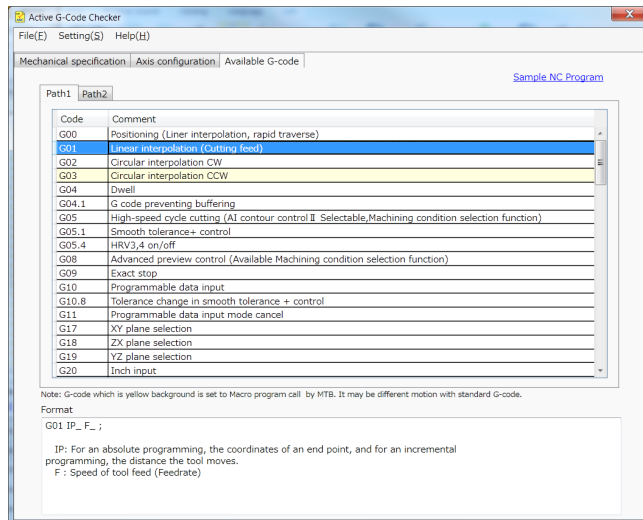 Active G-Code Checker
File(F) Setting(S) Help(H)
Mechanical specification Axis configuration Available G-code
Sample NC Program
Path1 Path2
Code Comment
G00 Positioning (Liner interpolation, rapid traverse)
G01 Linear interpolation (Cutting feed)
G02 Circular interpolation CW
G03 Circular interpolation CCW
G04 Dwell
G04.1 G code preventing buffering
G05 High-speed cycle cutting (AI contour control Ⅱ Selectable,Machining condition selection function)
G05.1 Smooth tolerance+ control
G05.4 HRV3,4 on/off
G08 Advanced preview control (Available Machining condition selection function)
G09 Exact stop
G10 Programmable data input
G10.8 Tolerance change in smooth tolerance + control
G11 Programmable data input mode cancel
G17 XY plane selection
G18 ZX plane selection
G19 YZ plane selection
G20 Inch input
Note: G-code which is yellow background is set to Macro program call by MTB. It may be different motion with standard G-code.
Format
G01 IP_ F_ ;
IP: For an absolute programming, the coordinates of an end point, and for an incremental
programming, the distance the tool moves.
F : Speed of tool feed (Feedrate)